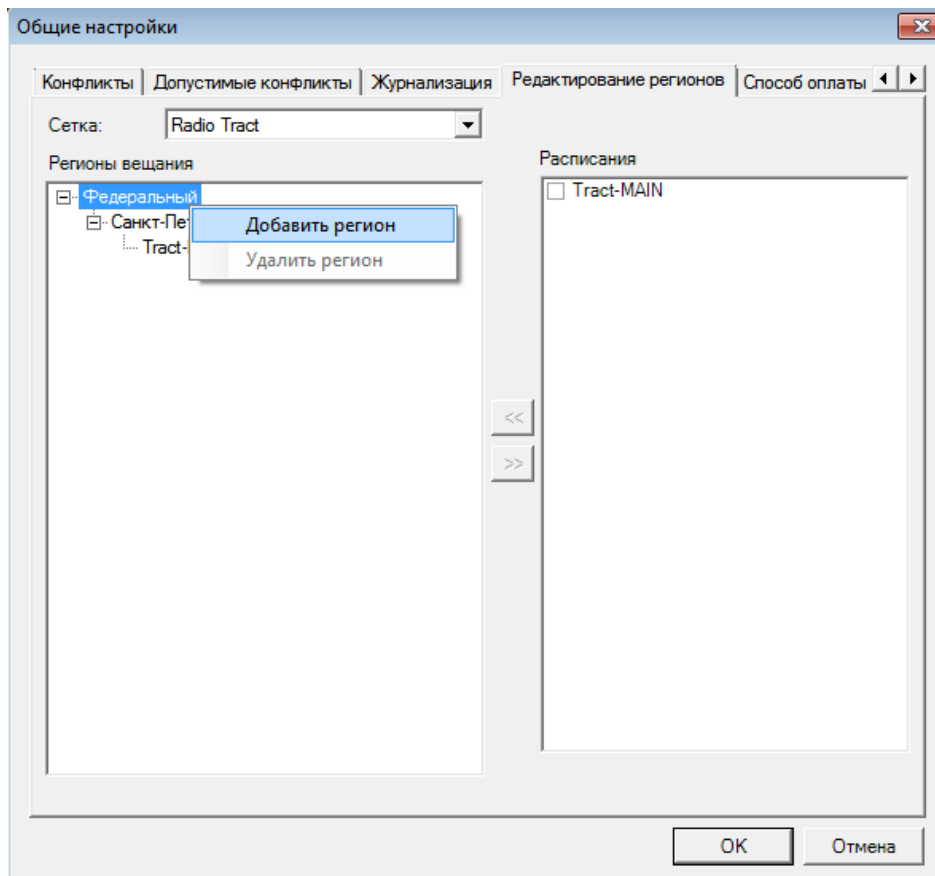 Общие настройки
Конфликты Допустимые конфликты Журнализация Редактирование регионов Способ оплаты
Сетка: Radio Tract
Регионы вещания
Расписания
Федеральный
Tract-MAIN
Добавить регион
Удалить регион
<<
>>
OK Отмена